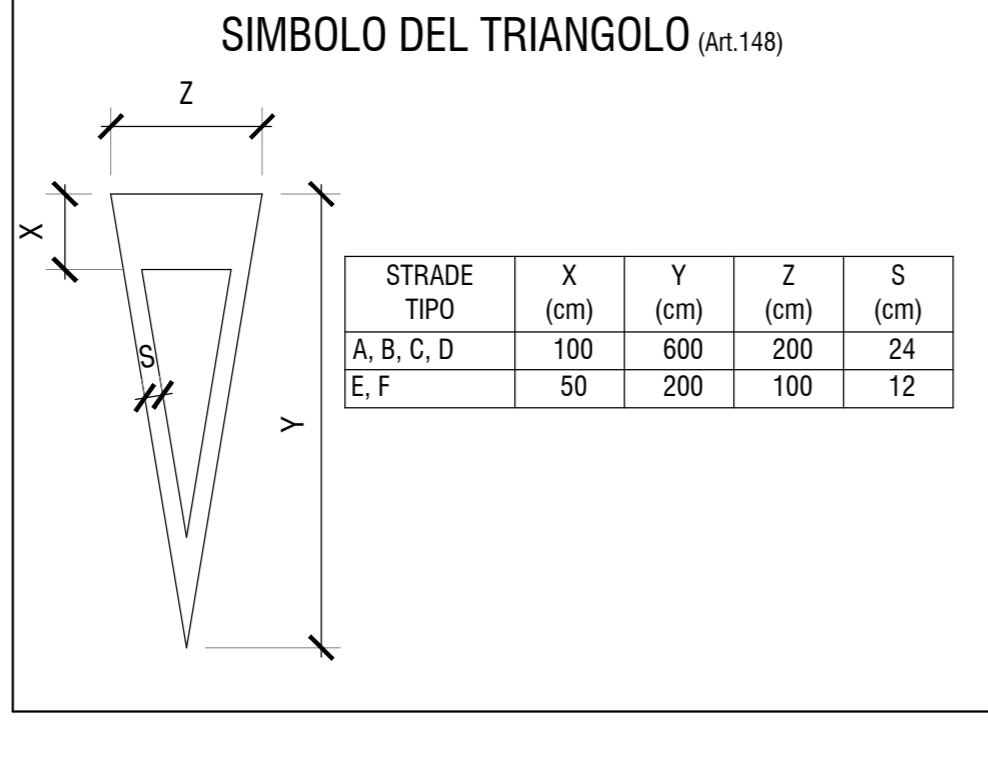 SIMBOLO DEL TRIANGOLO (Art.148)
Z
X
S
Y
STRADE TIPO X (cm) Y (cm) Z (cm) S (cm)
A, B, C, D 100 600 200 24
E, F 50 200 100 12